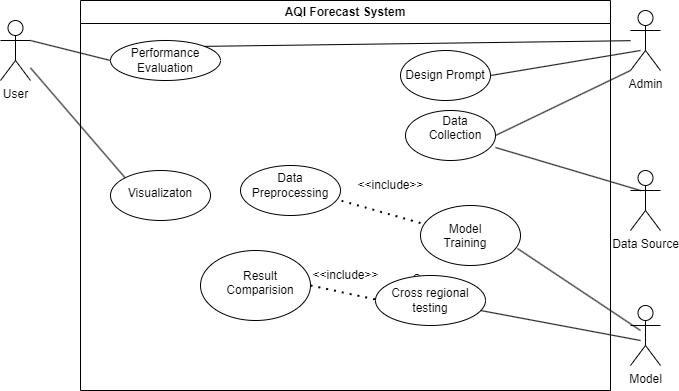 AQI Forecast System
Performance
Evaluation
Design Prompt
User
Admin
Data
Collection
Data
Preprocessing
<<include>>
Visualizaton
Model
Training
Data Source
Result
Comparision
<<include>>
Cross regional
testing
Model